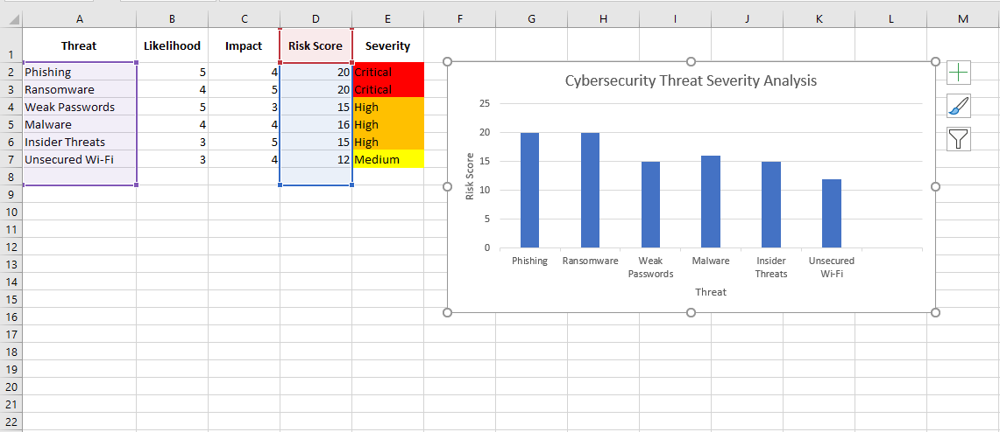 A B C D E F G H I J K L M
1 Threat Likelihood Impact Risk Score Severity
2 Phishing 5 4 20 Critical
3 Ransomware 4 5 20 Critical
4 Weak Passwords 5 3 15 High
5 Malware 4 4 16 High
6 Insider Threats 3 5 15 High
7 Unsecured Wi-Fi 3 4 12 Medium
8
9
10
11
12
13
14
15
16
17
18
19
20
21
22
Cybersecurity Threat Severity Analysis
Risk Score
25
20
15
10
5
0
Phishing Ransomware Weak Malware Insider Unsecured
Passwords Threats Wi-Fi
Threat